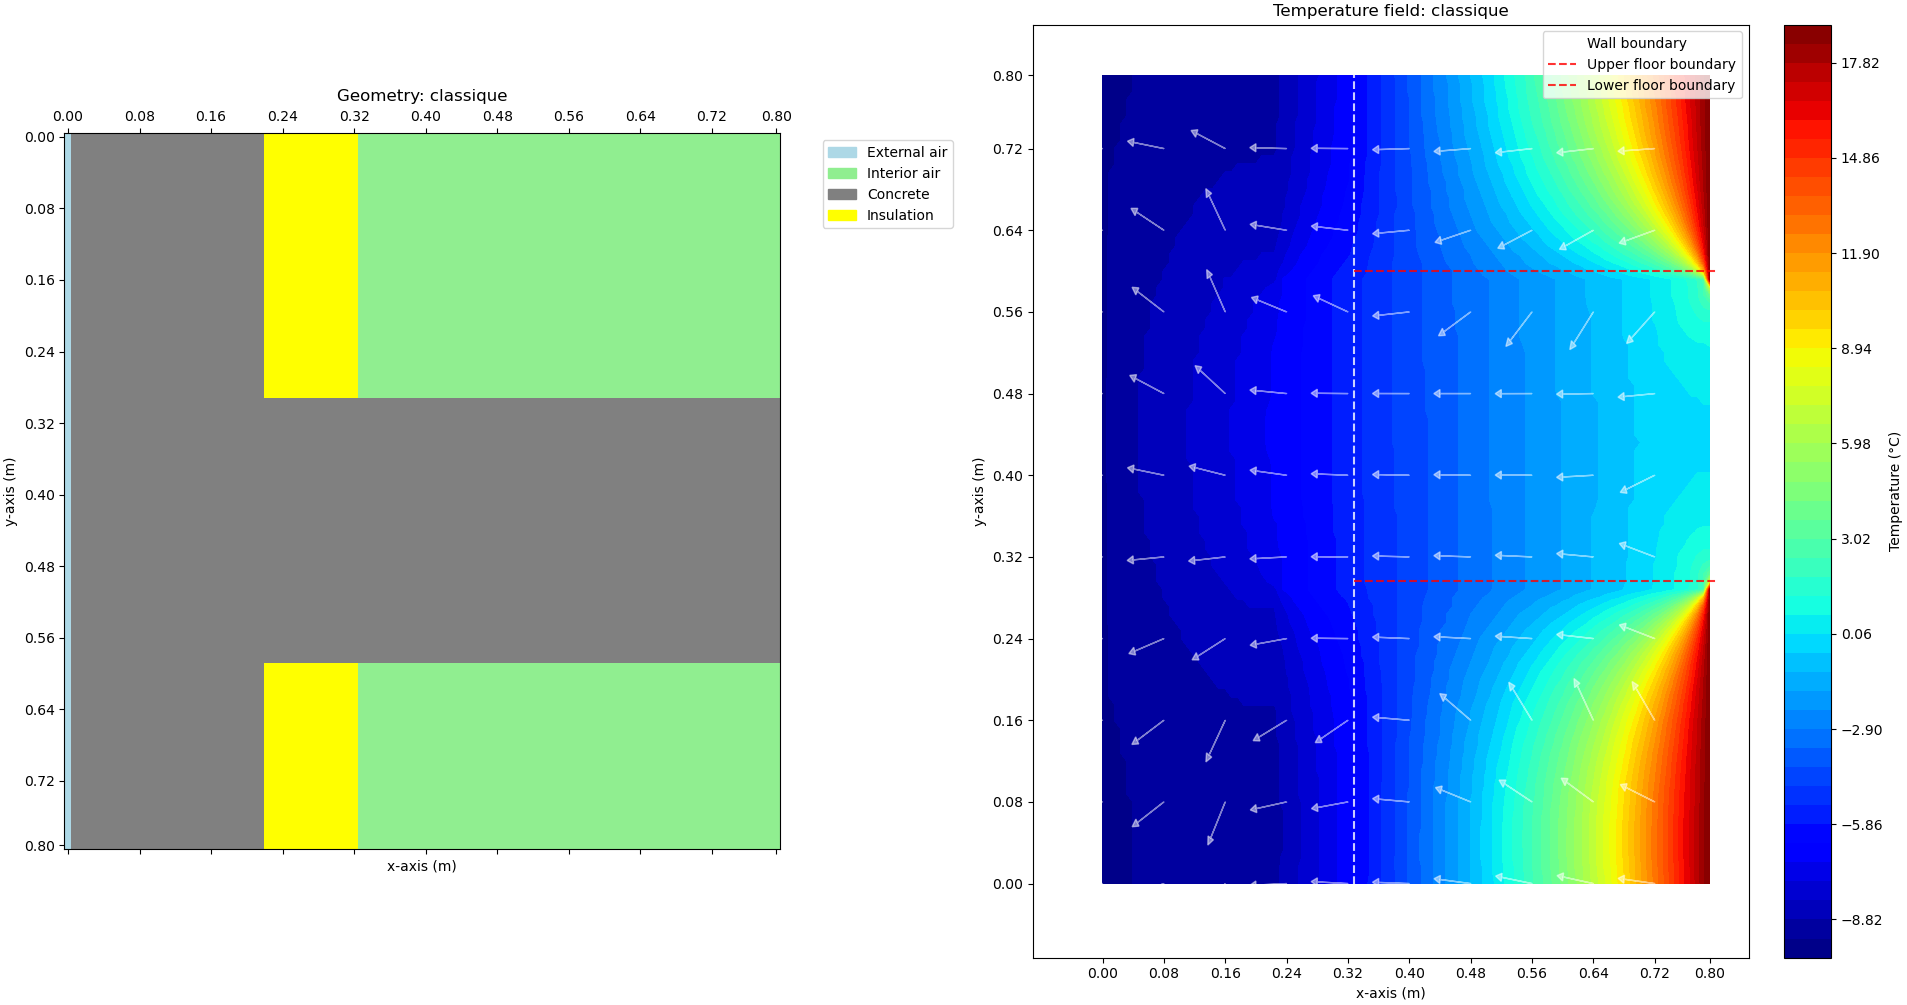 Geometry: classique
0.00 0.08 0.16 0.24 0.32 0.40 0.48 0.56 0.64 0.72 0.80
0.00
0.08
0.16
0.24
0.32
0.40
0.48
0.56
0.64
0.72
0.80
y-axis (m)
x-axis (m)
External air
Interior air
Concrete
Insulation
Temperature field: classique
Wall boundary
Upper floor boundary
Lower floor boundary
0.80
0.72
0.64
0.56
0.48
0.40
0.32
0.24
0.16
0.08
0.00
y-axis (m)
0.00 0.08 0.16 0.24 0.32 0.40 0.48 0.56 0.64 0.72 0.80
x-axis (m)
17.82
14.86
11.90
8.94
5.98
3.02
0.06
−2.90
−5.86
−8.82
Temperature (°C)